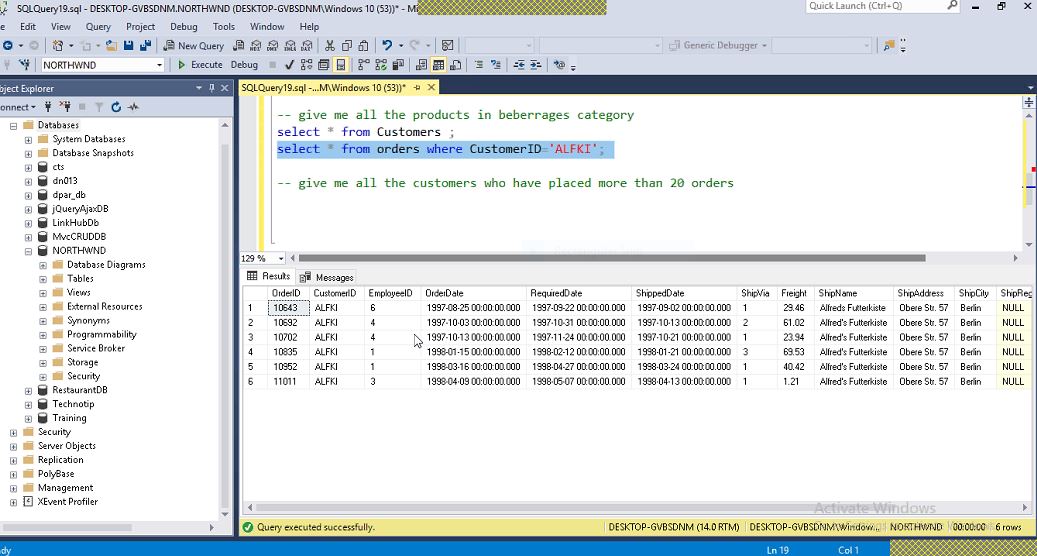 SQLQuery19.sql - DESKTOP-GVBSDNM.NORTHWND (DESKTOP-GVBSDNM\Windows 10 (53))* - Mi
Quick Launch (Ctrl+Q)
e Edit View Query Project Debug Tools Window Help
New Query
Generic Debugger
NORTHWND Execute Debug
bject Explorer
SQLQuery19.sql -...M\Windows 10 (53))*
onnect
Databases
System Databases
Database Snapshots
cts
dn013
dpar_db
jQueryAjaxDB
LinkHubDb
MvcCRUDDB
NORTHWND
Database Diagrams
Tables
Views
External Resources
Synonyms
Programmability
Service Broker
Storage
Security
RestaurantDB
Technotip
Training
Security
Server Objects
Replication
PolyBase
Management
XEvent Profiler
-- give me all the products in beberrages category
select * from Customers ;
select * from orders where CustomerID='ALFKI';
-- give me all the customers who have placed more than 20 orders
129 %
Results Messages
OrderID CustomerID EmployeeID OrderDate RequiredDate ShippedDate ShipVia Freight ShipName ShipAddress ShipCity ShipReg
1 10643 ALFKI 6 1997-08-25 00:00:00.000 1997-09-22 00:00:00.000 1997-09-02 00:00:00.000 1 29.46 Alfreds Futterkiste Obere Str. 57 Berlin NULL
2 10692 ALFKI 4 1997-10-03 00:00:00.000 1997-10-31 00:00:00.000 1997-10-13 00:00:00.000 2 61.02 Alfred's Futterkiste Obere Str. 57 Berlin NULL
3 10702 ALFKI 4 1997-10-13 00:00:00.000 1997-11-24 00:00:00.000 1997-10-21 00:00:00.000 1 23.94 Alfred's Futterkiste Obere Str. 57 Berlin NULL
4 10835 ALFKI 1 1998-01-15 00:00:00.000 1998-02-12 00:00:00.000 1998-01-21 00:00:00.000 3 69.53 Alfred's Futterkiste Obere Str. 57 Berlin NULL
5 10952 ALFKI 1 1998-03-16 00:00:00.000 1998-04-27 00:00:00.000 1998-03-24 00:00:00.000 1 40.42 Alfred's Futterkiste Obere Str. 57 Berlin NULL
6 11011 ALFKI 3 1998-04-09 00:00:00.000 1998-05-07 00:00:00.000 1998-04-13 00:00:00.000 1 1.21 Alfred's Futterkiste Obere Str. 57 Berlin NULL
Activate Windows
Query executed successfully. DESKTOP-GVBSDNM (14.0 RTM) DESKTOP-GVBSDNM\Window... NORTHWND 00:00:00 6 rows
dy Ln 19 Col 1